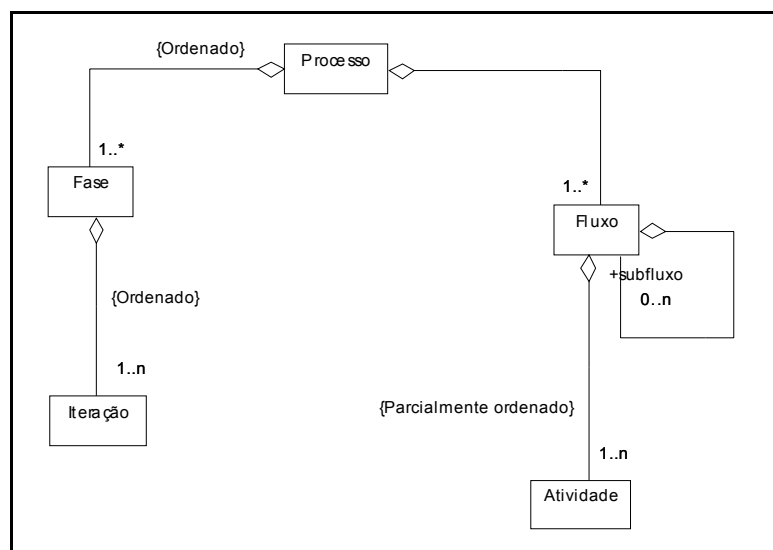 {Ordenado}
Processo
1..*
Fase
1..*
Fluxo
+subfluxo
0..n
{Ordenado}
1..n
Iteração
{Parcialmente ordenado}
1..n
Atividade